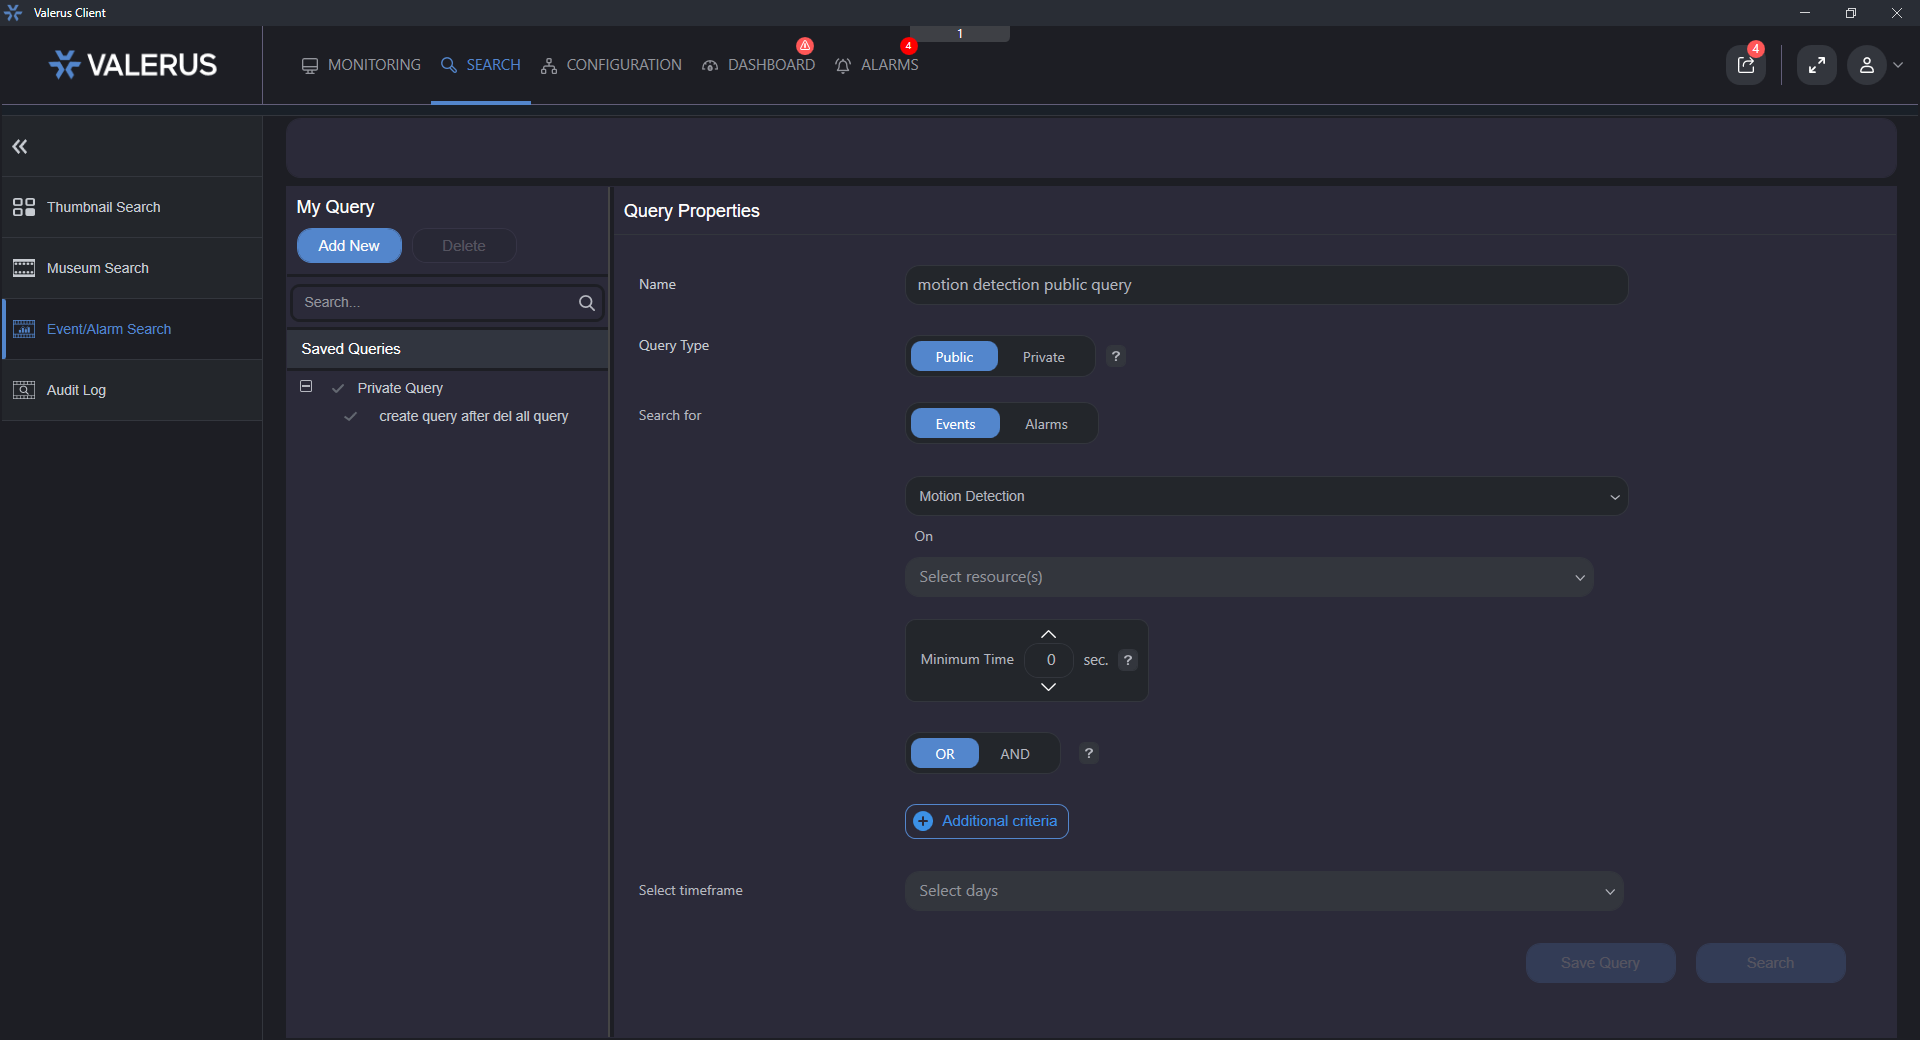 Valerus Client
1
VALERUS
MONITORING
SEARCH
CONFIGURATION
DASHBOARD
4
ALARMS
4
Thumbnail Search
Museum Search
Event/Alarm Search
Audit Log
My Query
Add New
Delete
Search...
Saved Queries
Private Query
create query after del all query
Query Properties
Name
motion detection public query
Query Type
Public
Private
?
Search for
Events
Alarms
Motion Detection
On
Select resource(s)
Minimum Time
0
sec.
?
OR
AND
?
Additional criteria
Select timeframe
Select days
Save Query
Search